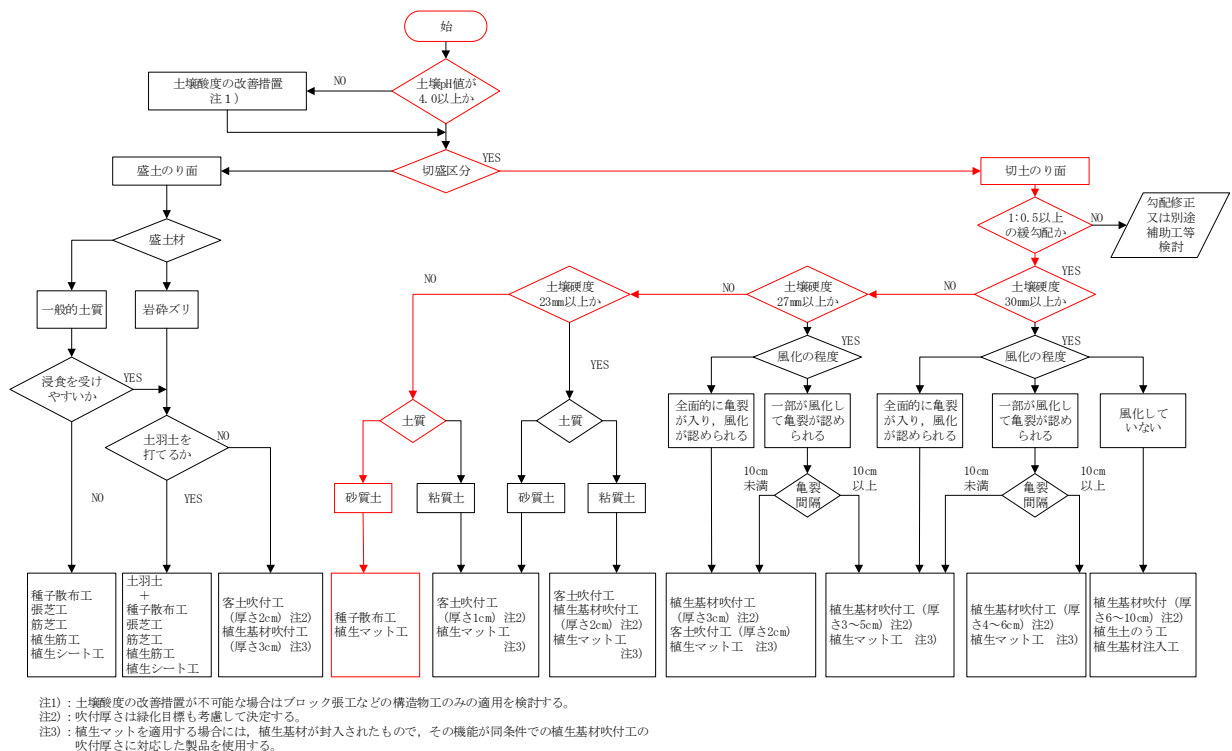 始
土壌pH値が
4.0以上か
NO
土壌酸度の改善措置
注１）
切盛区分
YES
盛土のり面
切土のり面
1:0.5以上
の緩勾配か
NO
勾配修正
又は別途
補助工等
検討
YES
盛土材
土壌硬度
30mm以上か
NO
土壌硬度
27mm以上か
NO
土壌硬度
23mm以上か
NO
一般的土質
岩砕ズリ
YES
YES
YES
浸食を受け
やすいか
YES
NO
土羽土を
打てるか
NO
YES
土質
土質
風化の程度
風化の程度
全面的に亀裂
が入り，風化
が認められる
一部が風化し
て亀裂が認め
られる
全面的に亀裂
が入り，風化
が認められる
一部が風化し
て亀裂が認め
られる
風化して
いない
砂質土
粘質土
砂質土
粘質土
10cm
未満
亀裂
間隔
10cm
以上
10cm
未満
亀裂
間隔
10cm
以上
種子散布工
張芝工
筋芝工
植生筋工
植生シート工
土羽土
＋
種子散布工
張芝工
筋芝工
植生筋工
植生シート工
客土吹付工
(厚さ2cm) 注2)
植生基材吹付工
(厚さ3cm) 注3)
種子散布工
植生マット工
客土吹付工
(厚さ1cm) 注2)
植生マット工
注3)
客土吹付工
植生基材吹付工
(厚さ2cm) 注2)
植生マット工
注3)
植生基材吹付工
(厚さ3cm) 注2)
客土吹付工 (厚さ2cm)
植生マット工 注3)
植生基材吹付工 (厚
さ3～5cm) 注2)
植生マット工 注3)
植生基材吹付工 (厚
さ4～6cm) 注2)
植生マット工 注3)
植生基材吹付 (厚
さ6～10cm) 注2)
植生土のう工
植生基材注入工
注1) : 土壌酸度の改善措置が不可能な場合はブロック張工などの構造物工のみの適用を検討する。
注2) : 吹付厚さは緑化目標も考慮して決定する。
注3) : 植生マットを適用する場合には，植生基材が封入されたもので，その機能が同条件での植生基材吹付工の
吹付厚さに対応した製品を使用する。